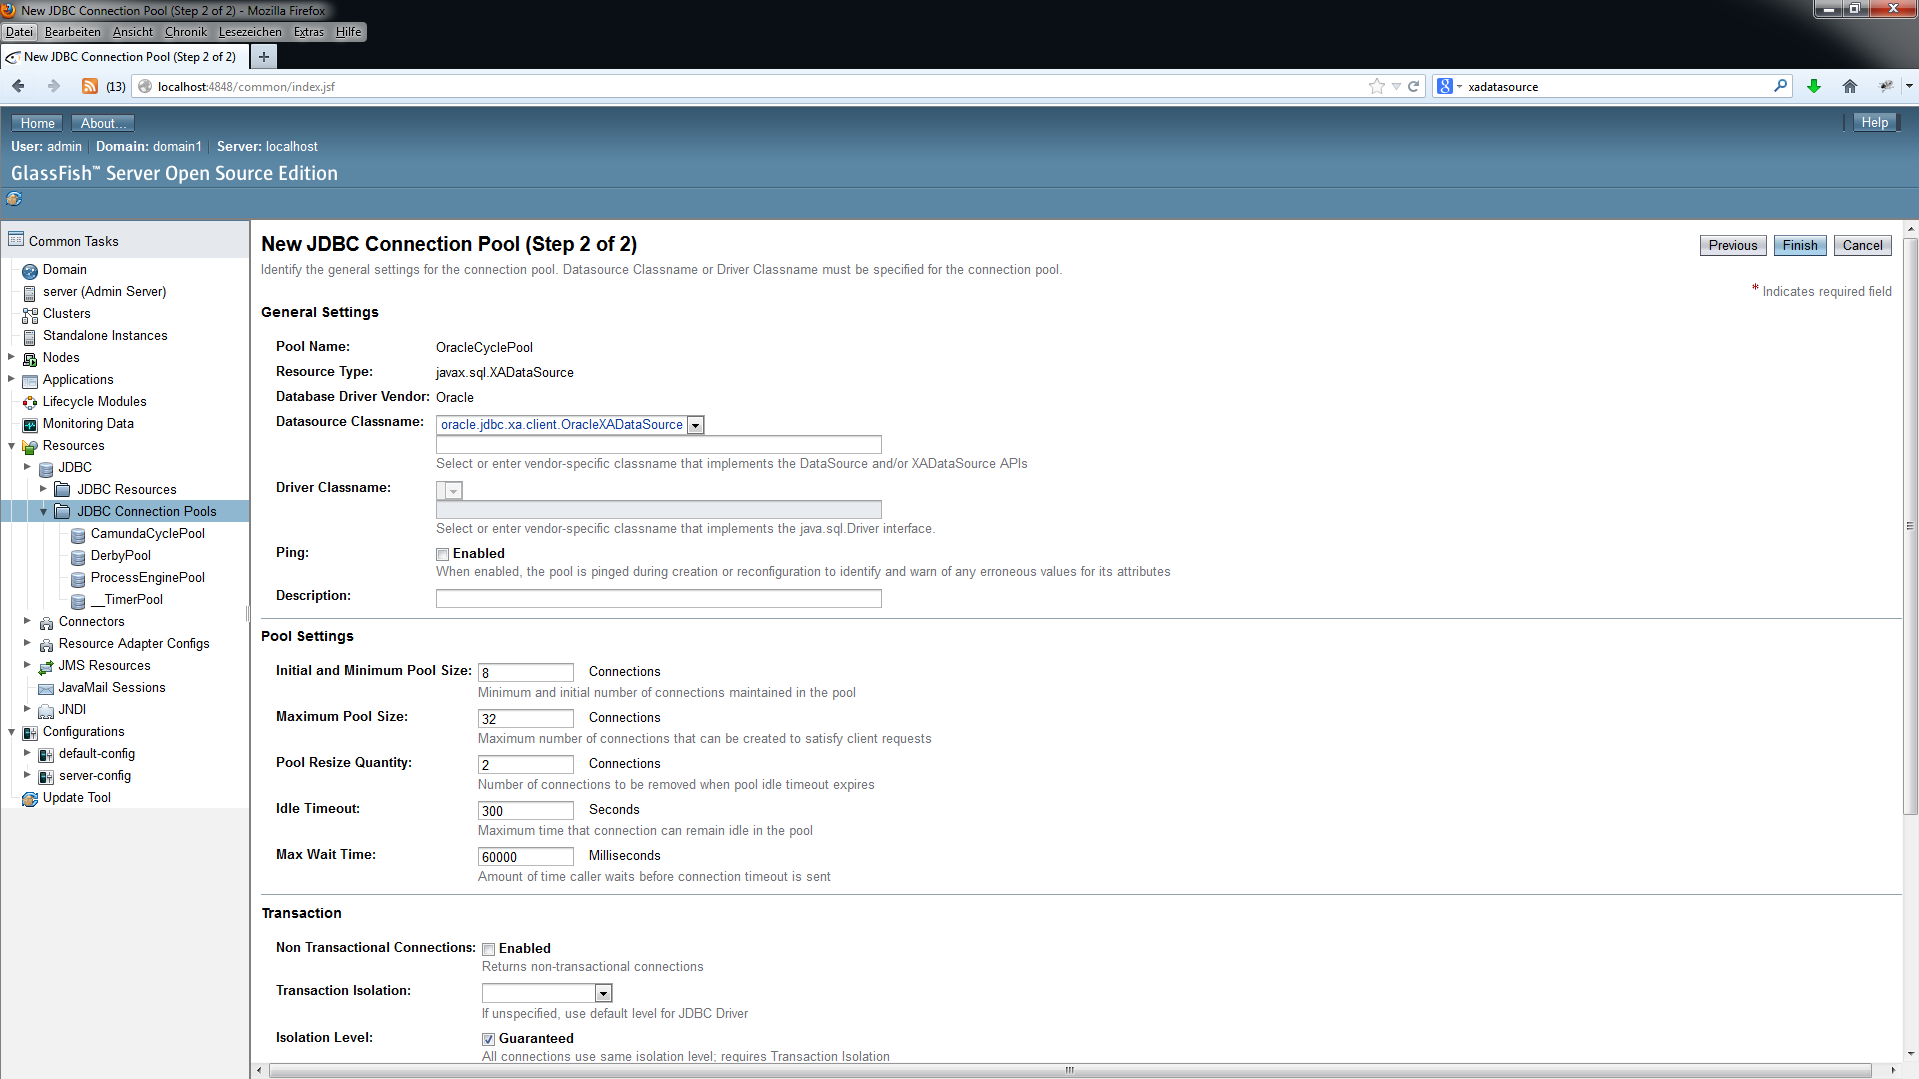 New JDBC Connection Pool (Step 2 of 2) - Mozilla Firefox
Datei Bearbeiten Ansicht Chronik Lesezeichen Extras Hilfe
New JDBC Connection Pool (Step 2 of 2) +
(13) localhost:4848/common/index.jsf xadatasource
Home About... Help
User: admin Domain: domain1 Server: localhost
GlassFish™ Server Open Source Edition
Common Tasks
Domain
server (Admin Server)
Clusters
Standalone Instances
Nodes
Applications
Lifecycle Modules
Monitoring Data
Resources
JDBC
JDBC Resources
JDBC Connection Pools
CamundaCyclePool
DerbyPool
ProcessEnginePool
__TimerPool
Connectors
Resource Adapter Configs
JMS Resources
JavaMail Sessions
JNDI
Configurations
default-config
server-config
Update Tool
New JDBC Connection Pool (Step 2 of 2)
Previous Finish Cancel
Identify the general settings for the connection pool. Datasource Classname or Driver Classname must be specified for the connection pool.
* Indicates required field
General Settings
Pool Name: OracleCyclePool
Resource Type: javax.sql.XADataSource
Database Driver Vendor: Oracle
Datasource Classname: oracle.jdbc.xa.client.OracleXADataSource
Select or enter vendor-specific classname that implements the DataSource and/or XADataSource APIs
Driver Classname:
Select or enter vendor-specific classname that implements the java.sql.Driver interface.
Ping: Enabled
When enabled, the pool is pinged during creation or reconfiguration to identify and warn of any erroneous values for its attributes
Description:
Pool Settings
Initial and Minimum Pool Size: 8 Connections
Minimum and initial number of connections maintained in the pool
Maximum Pool Size: 32 Connections
Maximum number of connections that can be created to satisfy client requests
Pool Resize Quantity: 2 Connections
Number of connections to be removed when pool idle timeout expires
Idle Timeout: 300 Seconds
Maximum time that connection can remain idle in the pool
Max Wait Time: 60000 Milliseconds
Amount of time caller waits before connection timeout is sent
Transaction
Non Transactional Connections: Enabled
Returns non-transactional connections
Transaction Isolation:
If unspecified, use default level for JDBC Driver
Isolation Level: Guaranteed
All connections use same isolation level; requires Transaction Isolation